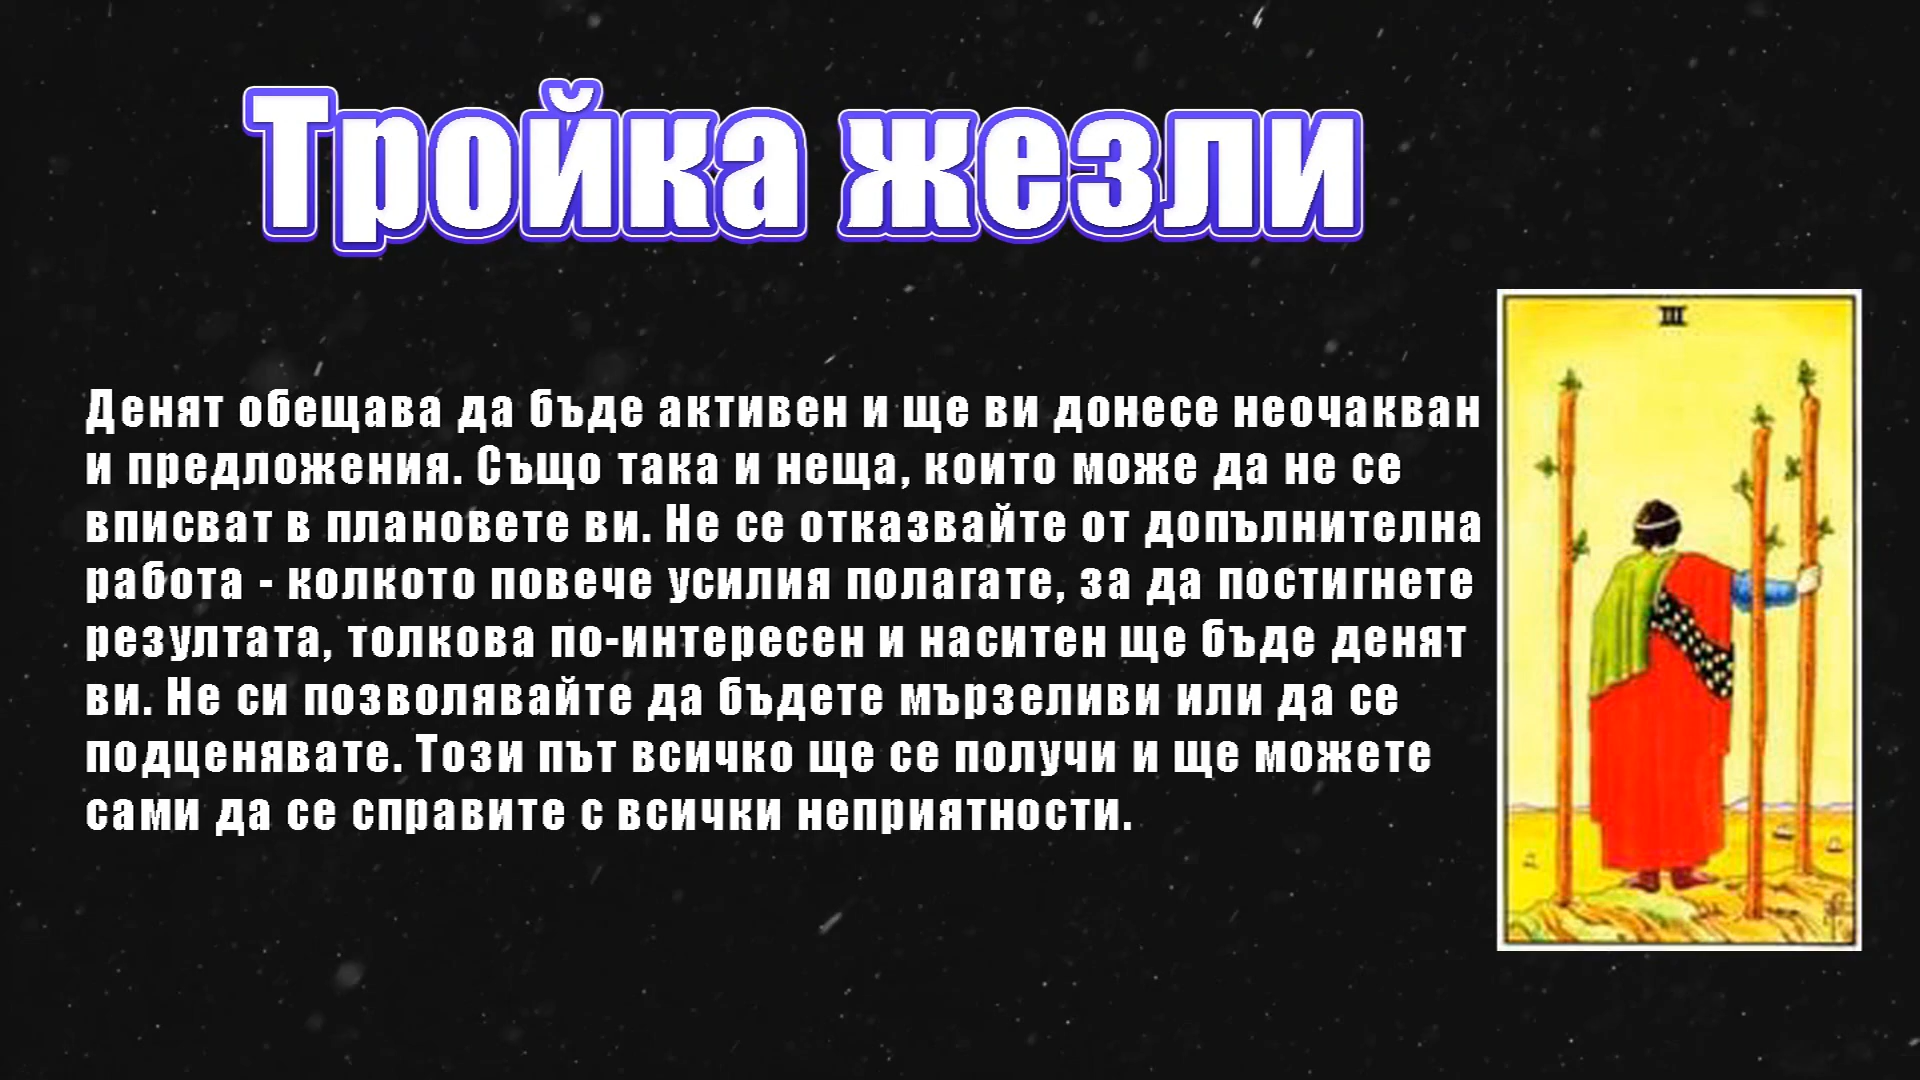 Тройка жезли
III
Денят обещава да бъде активен и ще ви донесе неочакван
и предложения. Също така и неща, които може да не се
вписват в плановете ви. Не се отказвайте от допълнителна
работа - колкото повече усилия полагате, за да постигнете
резултата, толкова по-интересен и наситен ще бъде денят
ви. Не си позволявайте да бъдете мързеливи или да се
подценявате. Този път всичко ще се получи и ще можете
сами да се справите с всички неприятности.